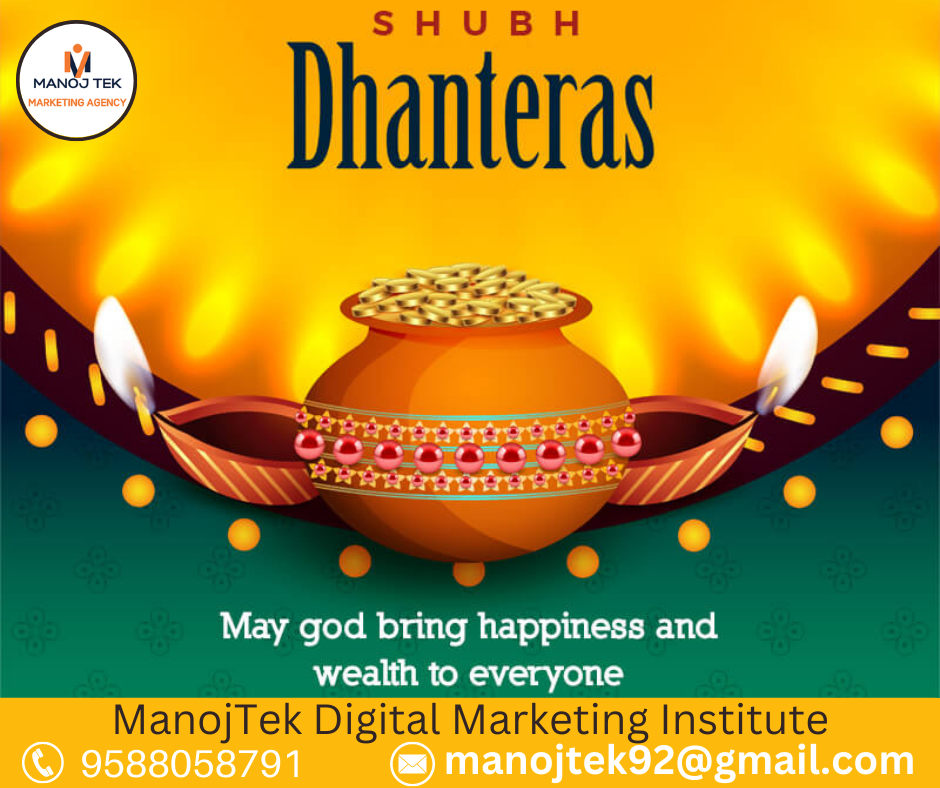 SHUBH
Dhanteras
MANOJ TEK
MARKETING AGENCY
May god bring happiness and
wealth to everyone
ManojTek Digital Marketing Institute
9588058791
manojtek92@gmail.com